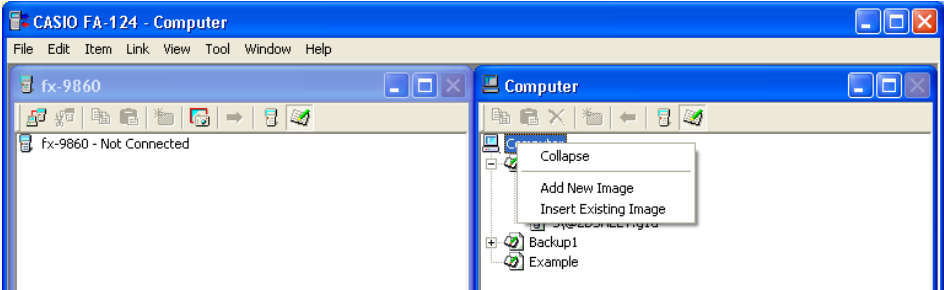 CASIO FA-124 - Computer
File Edit Item Link View Tool Window Help
fx-9860
fx-9860 - Not Connected
Computer
Computer
Collapse
Add New Image
Insert Existing Image
Backup1
Example